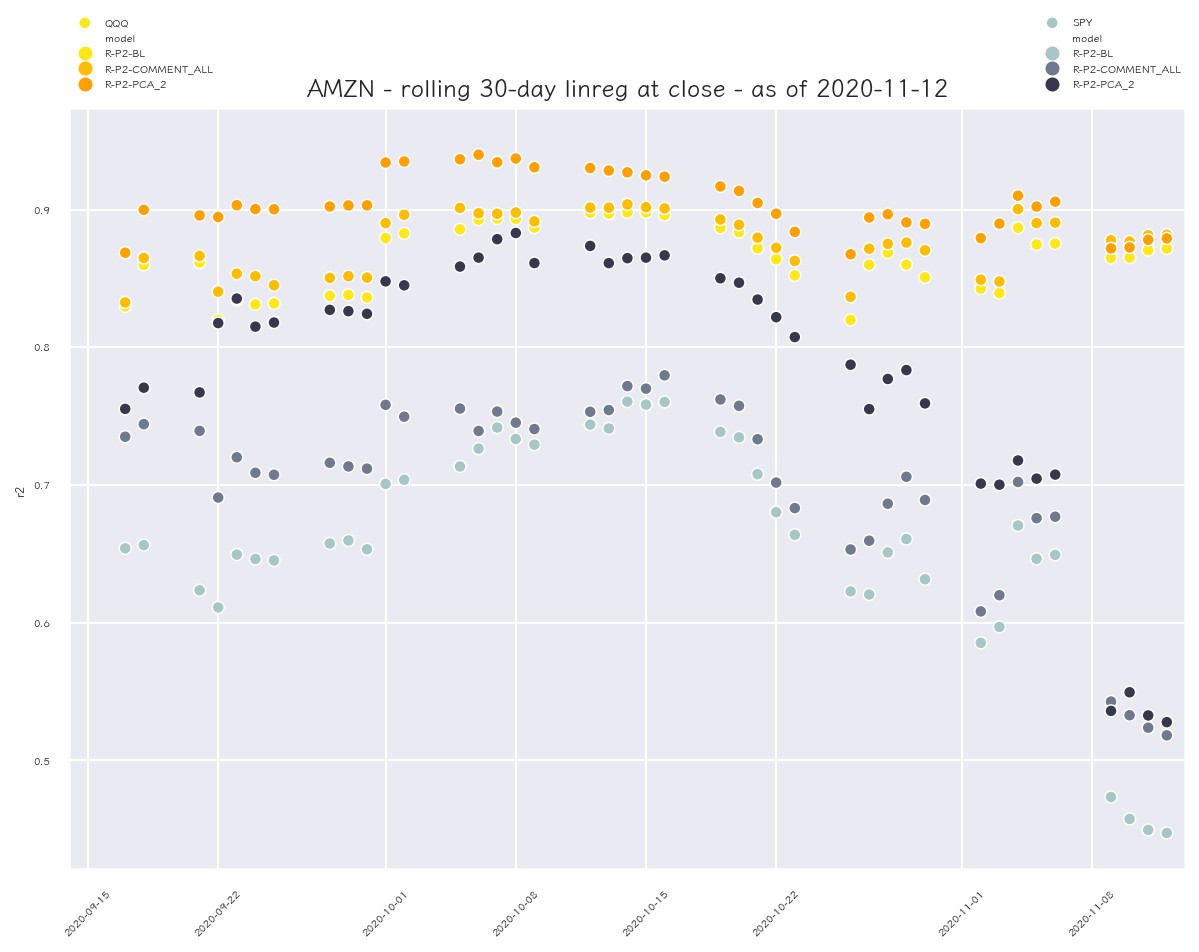 QQQ
model
R-P2-BL
R-P2-COMMENT_ALL
R-P2-PCA_2
SPY
model
R-P2-BL
R-P2-COMMENT_ALL
R-P2-PCA_2
AMZN - rolling 30-day linreg at close - as of 2020-11-12
0.9
0.8
0.7
0.6
0.5
r2
2020-09-15
2020-09-22
2020-10-01
2020-10-08
2020-10-15
2020-10-22
2020-11-01
2020-11-08